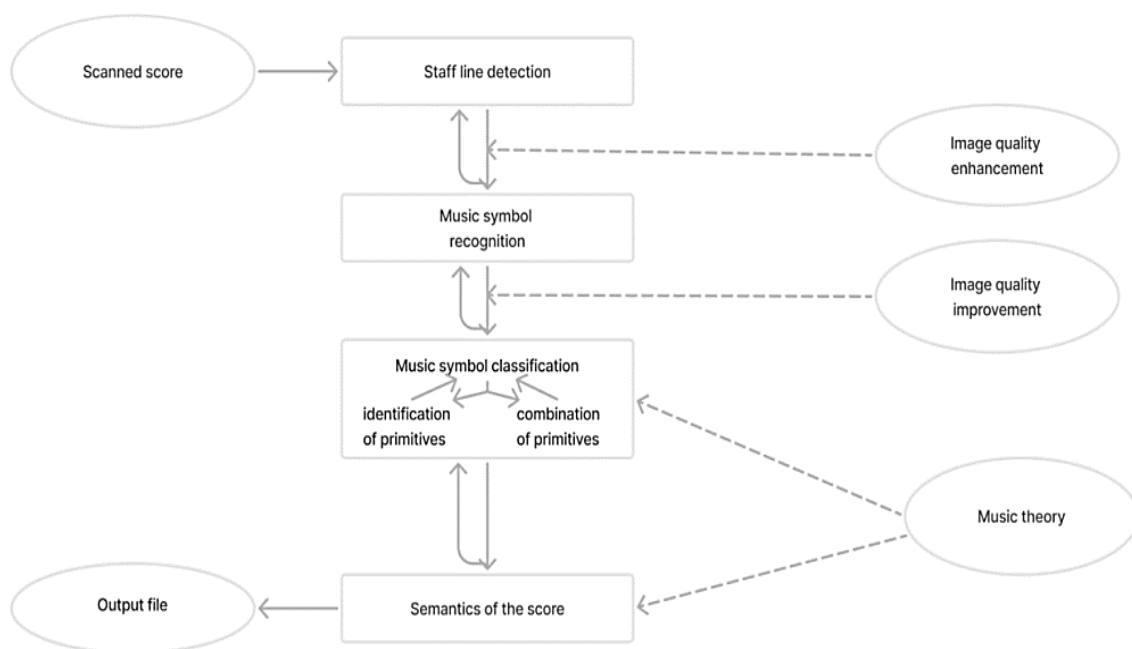 Scanned score
Staff line detection
Image quality
enhancement
Music symbol
recognition
Image quality
improvement
Music symbol classification
identification
of primitives
combination
of primitives
Music theory
Output file
Semantics of the score